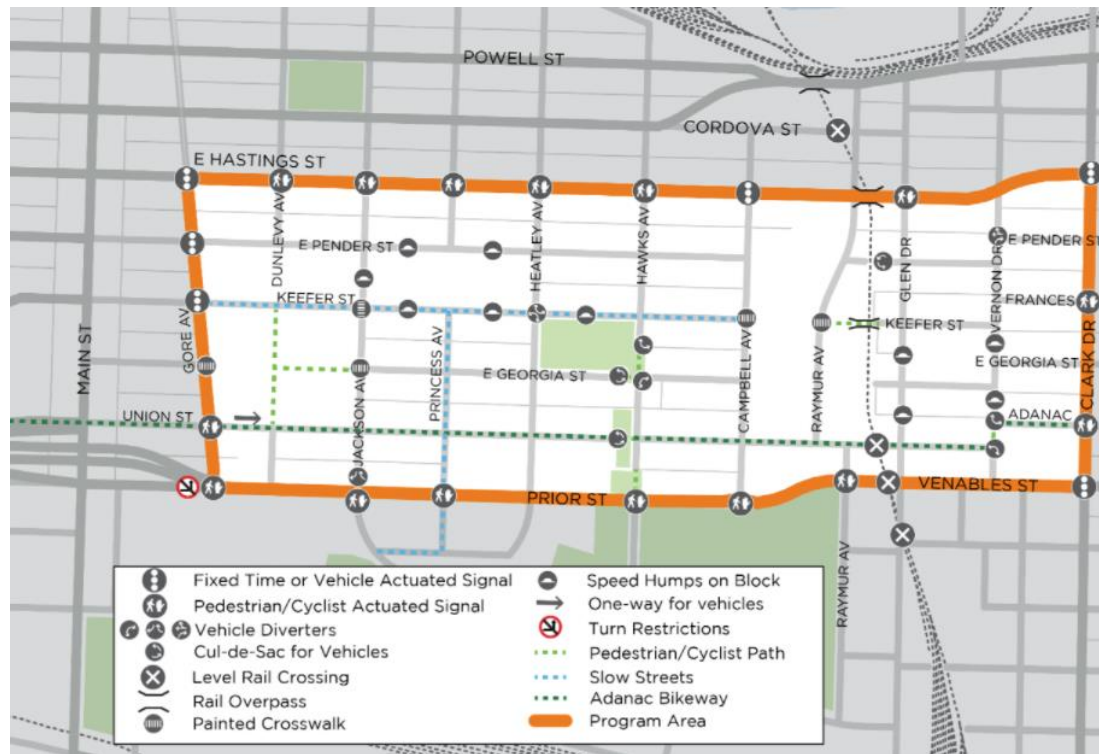 POWELL ST
CORDOVA ST
E HASTINGS ST
DUNLEVY AV
HEATLEY AV
HAWKS AV
E PENDER ST
E PENDER ST
GLEN DR
VERNON DR
KEEFER ST
FRANCES
KEEFER ST
GORE AV
MAIN ST
PRINCESS AV
E GEORGIA ST
E GEORGIA ST
CAMPBELL AV
RAYMUR AV
CLARK DR
JACKSON AV
UNION ST
ADANAC
PRIOR ST
VENABLES ST
RAYMUR AV
Fixed Time or Vehicle Actuated Signal
Pedestrian/Cyclist Actuated Signal
Vehicle Diverters
Cul-de-Sac for Vehicles
Level Rail Crossing
Rail Overpass
Painted Crosswalk
Speed Humps on Block
One-way for vehicles
Turn Restrictions
Pedestrian/Cyclist Path
Slow Streets
Adanac Bikeway
Program Area